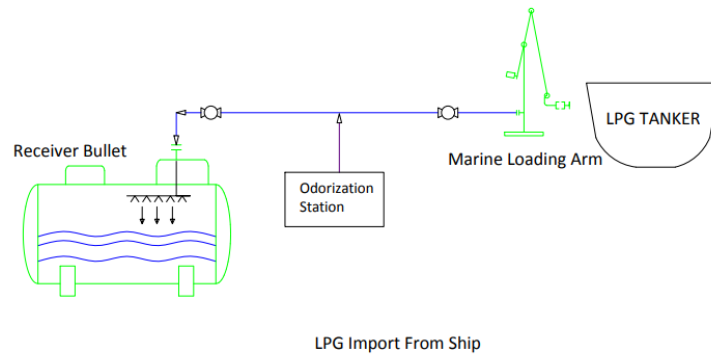 LPG TANKER
Receiver Bullet
Marine Loading Arm
Odorization
Station
LPG Import From Ship